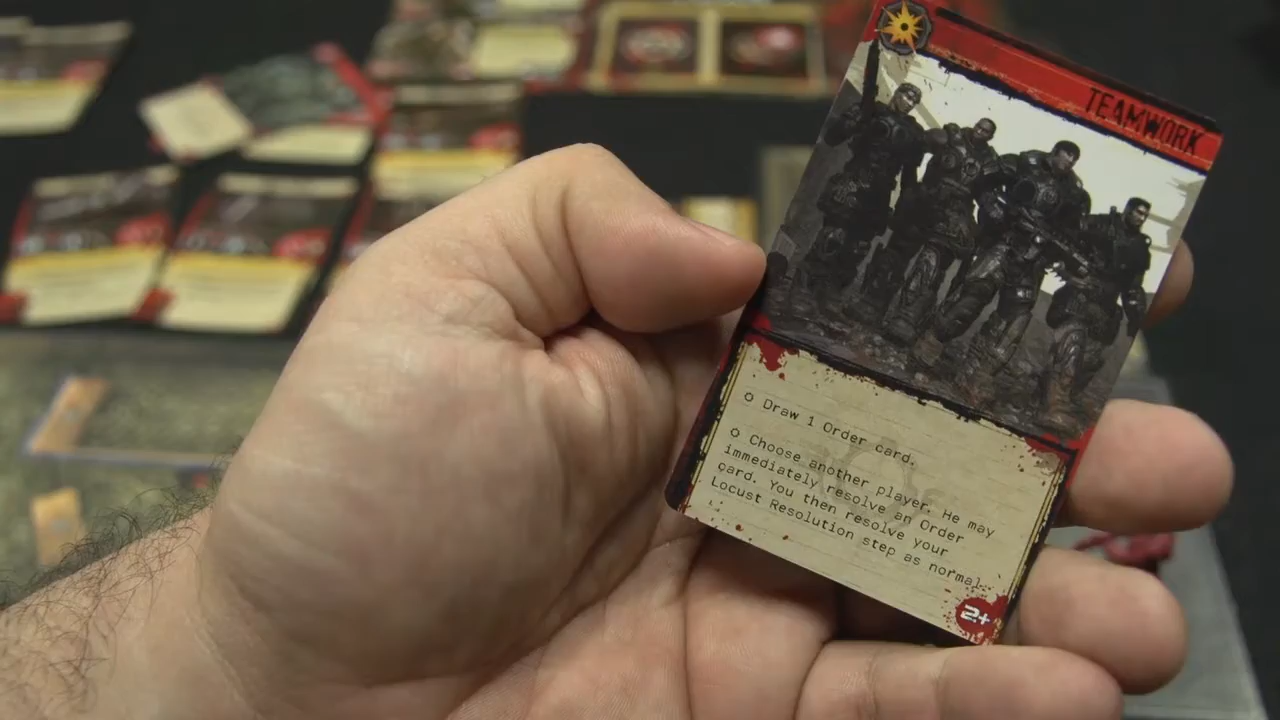 TEAMWORK
Draw 1 Order card.
Choose another player. He may
immediately resolve an Order
card. You then resolve your
Locust Resolution step as normal.
2+